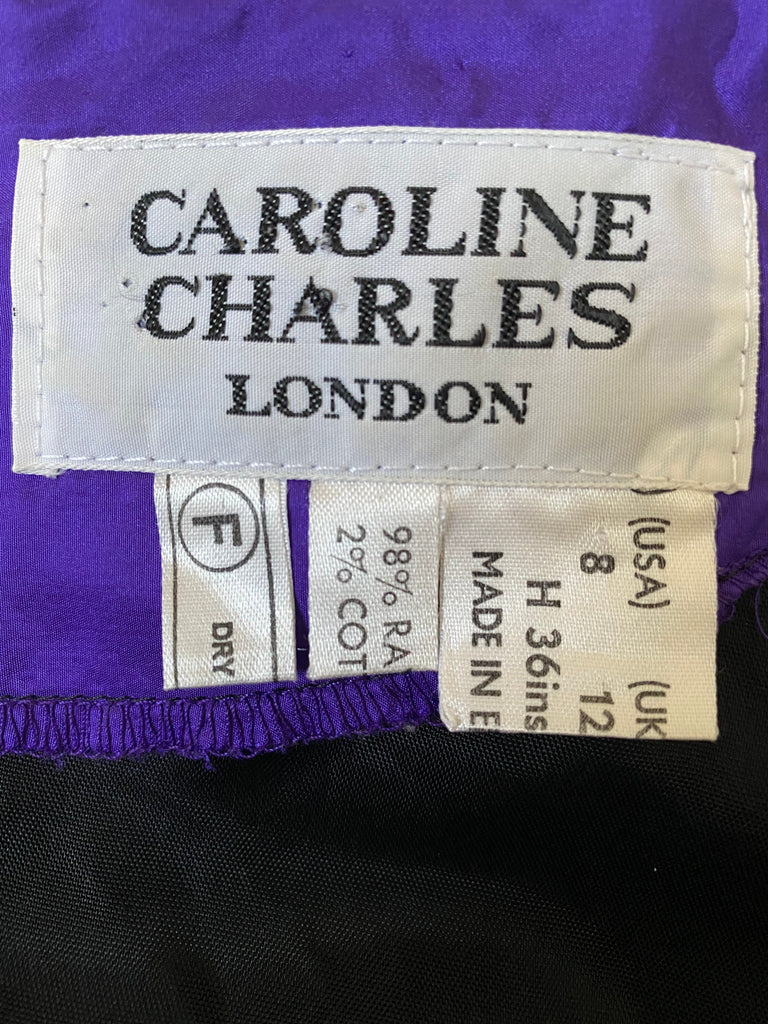 CAROLINE
CHARLES
LONDON
F
DRY
98% RA
2% COT
(USA) (UK
8 12
H 36ins
MADE IN E